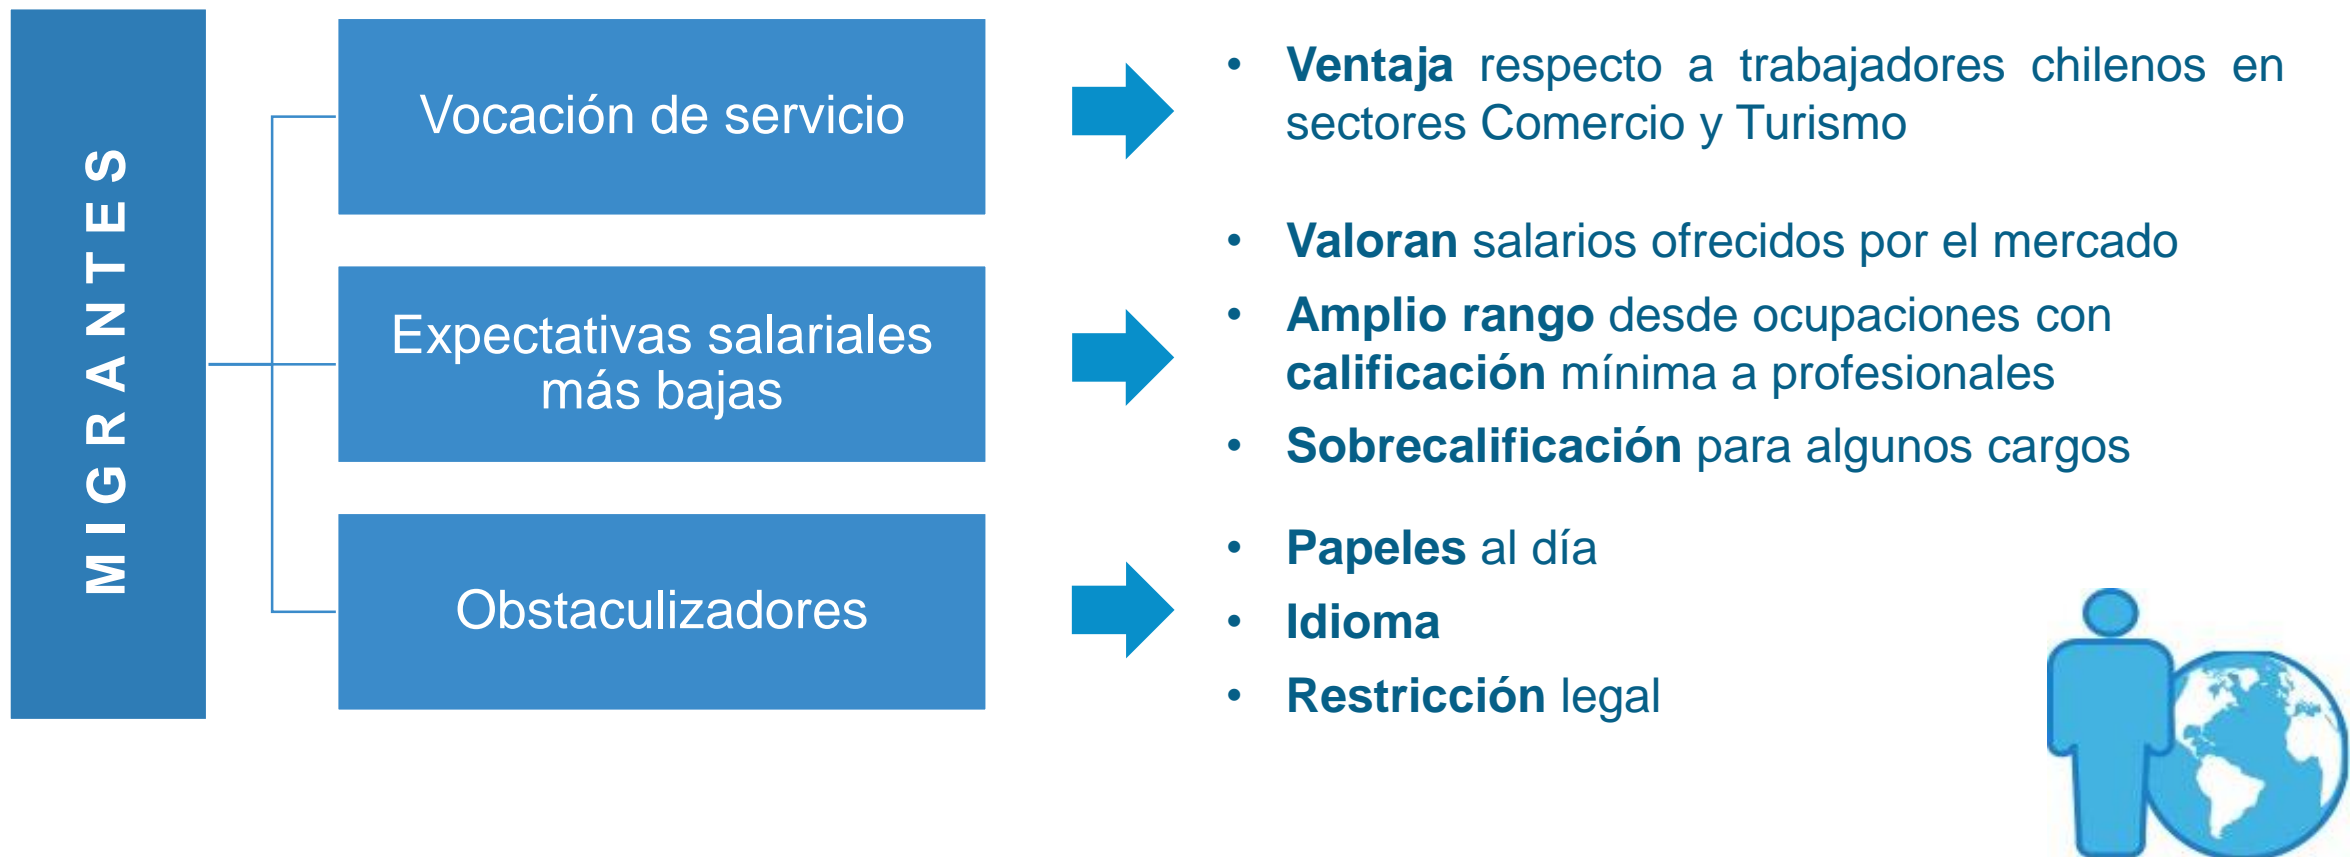 MIGRANTES
Vocación de servicio
• Ventaja respecto a trabajadores chilenos en
sectores Comercio y Turismo
Expectativas salariales
más bajas
• Valoran salarios ofrecidos por el mercado
• Amplio rango desde ocupaciones con
calificación mínima a profesionales
• Sobrecalificación para algunos cargos
Obstaculizadores
• Papeles al día
• Idioma
• Restricción legal